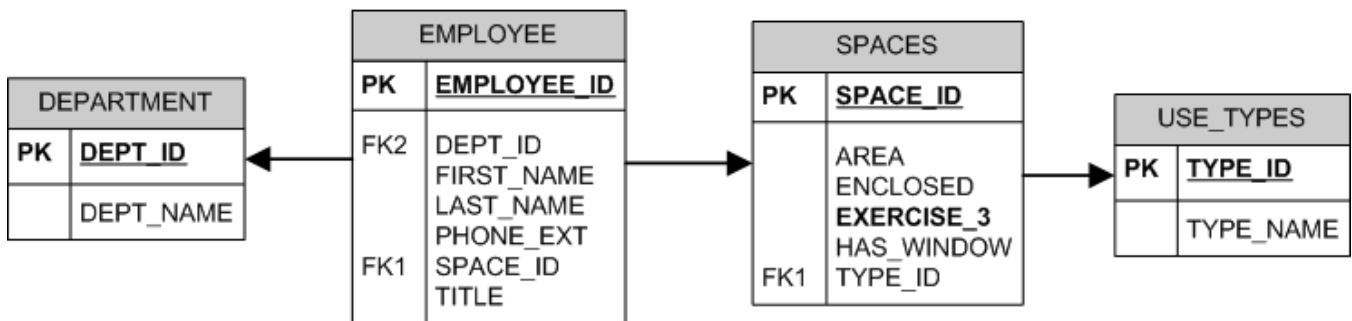 DEPARTMENT
PK DEPT_ID
DEPT_NAME
EMPLOYEE
PK EMPLOYEE_ID
FK2 DEPT_ID
FIRST_NAME
LAST_NAME
PHONE_EXT
FK1 SPACE_ID
TITLE
SPACES
PK SPACE_ID
AREA
ENCLOSED
EXERCISE_3
HAS_WINDOW
FK1 TYPE_ID
USE_TYPES
PK TYPE_ID
TYPE_NAME